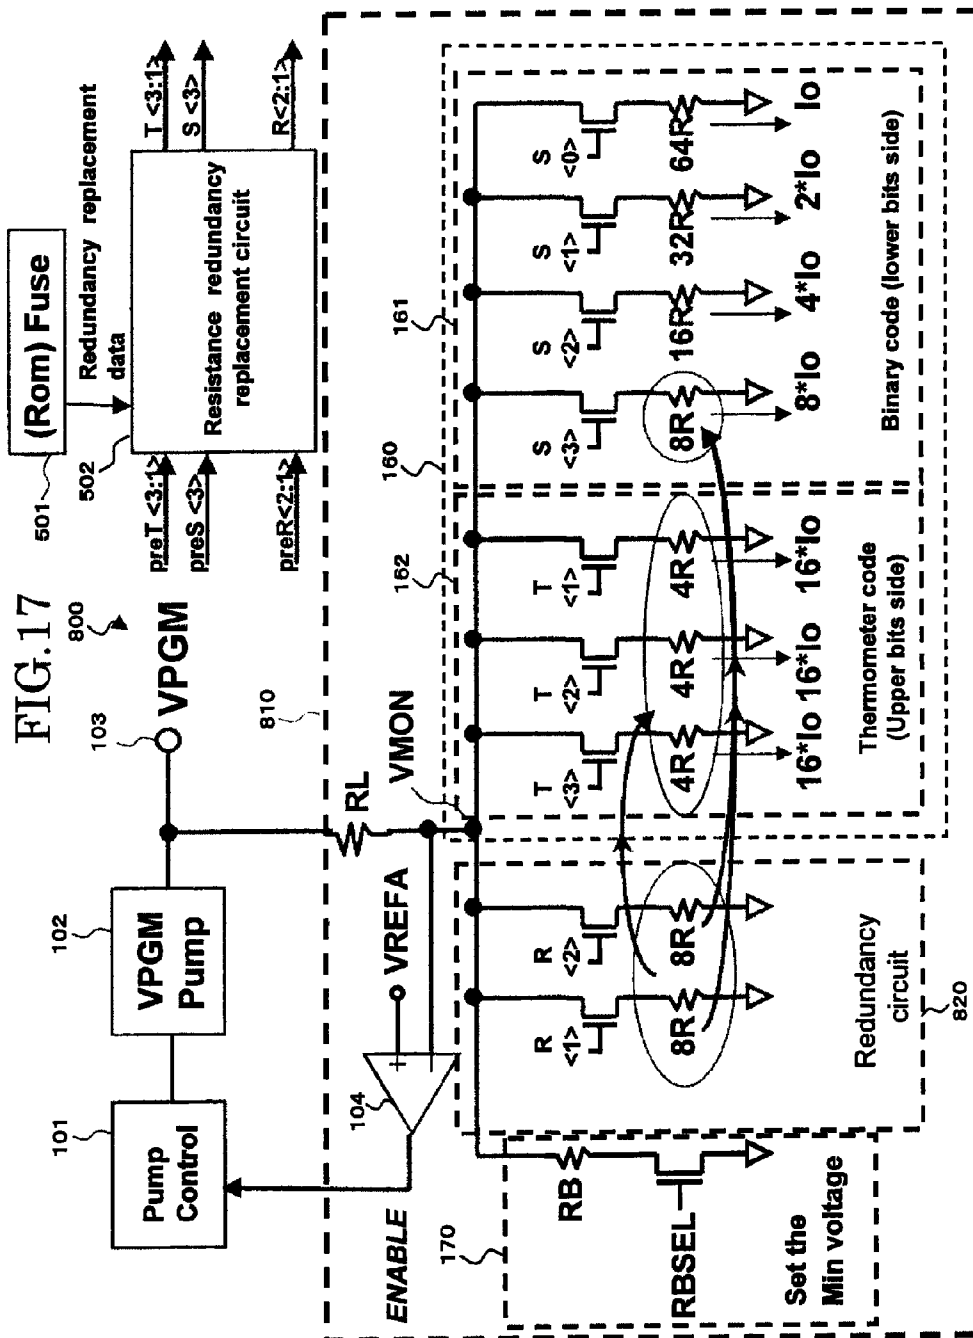 FIG.17
800
501
(Rom) Fuse
Redundancy replacement
data
502
preT <3:1>
preS <3>
preR<2:1>
Resistance redundancy
replacement circuit
T <3:1>
S <3>
R<2:1>
101
Pump
Control
102
VPGM
Pump
103
VPGM
810
RL
VMON
VREFA
+
104
ENABLE
170
RB
RBSEL
Set the
Min voltage
R
<1>
8R
R
<2>
8R
Redundancy
circuit
820
160
162
T
<3>
4R
16*Io
T
<2>
4R
16*Io
T
<1>
4R
16*Io
Thermometer code
(Upper bits side)
161
S
<3>
8R
8*Io
S
<2>
16R
4*Io
S
<1>
32R
2*Io
S
<0>
64R
Io
Binary code (lower bits side)